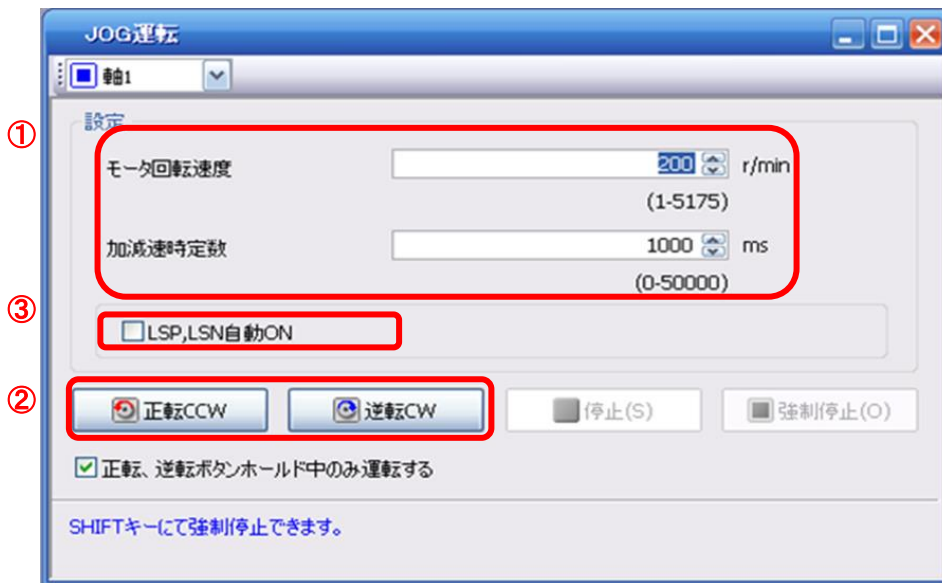 JOG運転
軸1
①
設定
モータ回転速度 200 r/min
(1-5175)
加減速時定数 1000 ms
(0-50000)
③
LSP,LSN自動ON
②
正転CCW 逆転CW 停止(S) 強制停止(O)
正転、逆転ボタンホールド中のみ運転する
SHIFTキーにて強制停止できます。